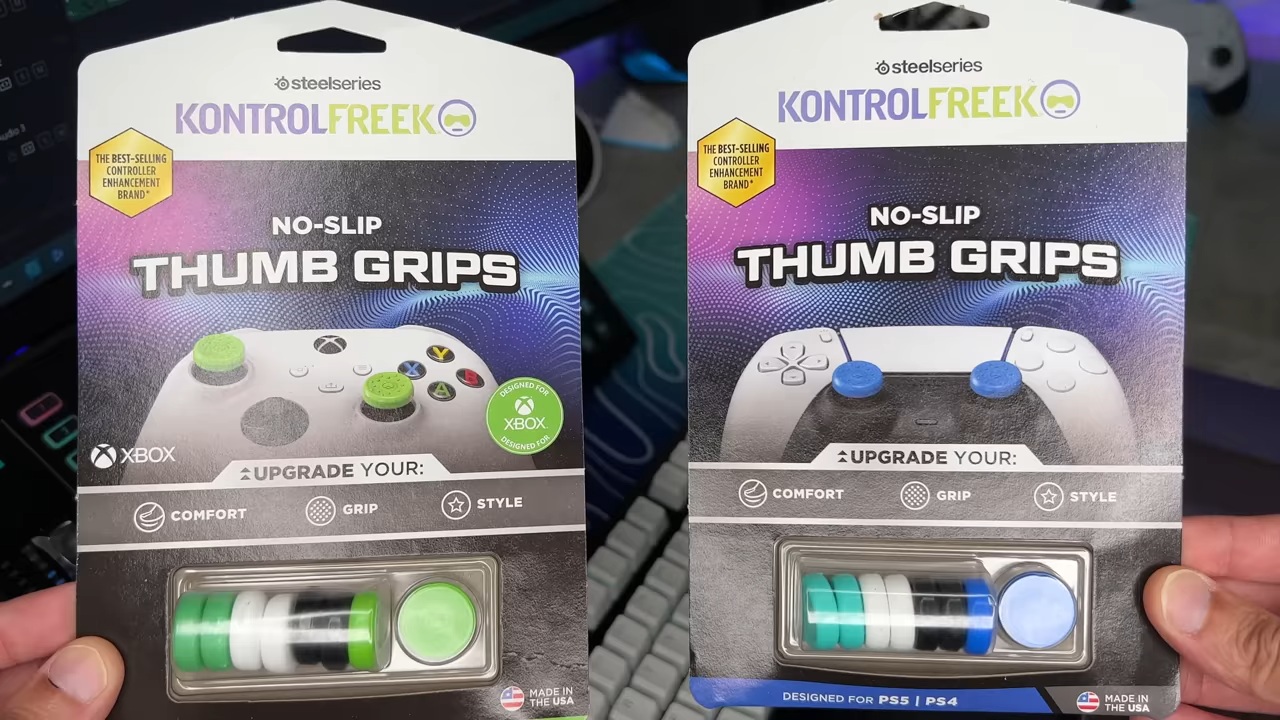 steelseries
KONTROLFREEK
THE BEST-SELLING
CONTROLLER
ENHANCEMENT
BRAND*
NO-SLIP
THUMB GRIPS
X
Y
B
A
DESIGNED FOR
XBOX
DESIGNED FOR
XBOX
UPGRADE YOUR:
COMFORT
GRIP
STYLE
MADE IN
THE USA
steelseries
KONTROLFREEK
THE BEST-SELLING
CONTROLLER
ENHANCEMENT
BRAND*
NO-SLIP
THUMB GRIPS
UPGRADE YOUR:
COMFORT
GRIP
STYLE
DESIGNED FOR PS5 | PS4
MADE IN
THE USA